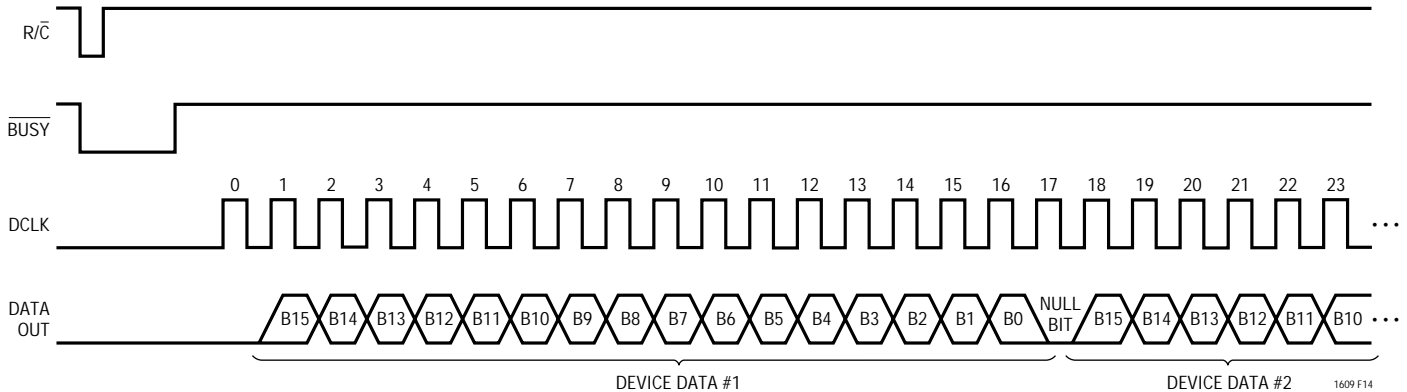 R/C̅
B̅U̅S̅Y̅
0 1 2 3 4 5 6 7 8 9 10 11 12 13 14 15 16 17 18 19 20 21 22 23
DCLK
• • •
DATA
OUT
B15 B14 B13 B12 B11 B10 B9 B8 B7 B6 B5 B4 B3 B2 B1 B0
NULL
BIT
B15 B14 B13 B12 B11 B10 • • •
DEVICE DATA #1
DEVICE DATA #2
1609 F14